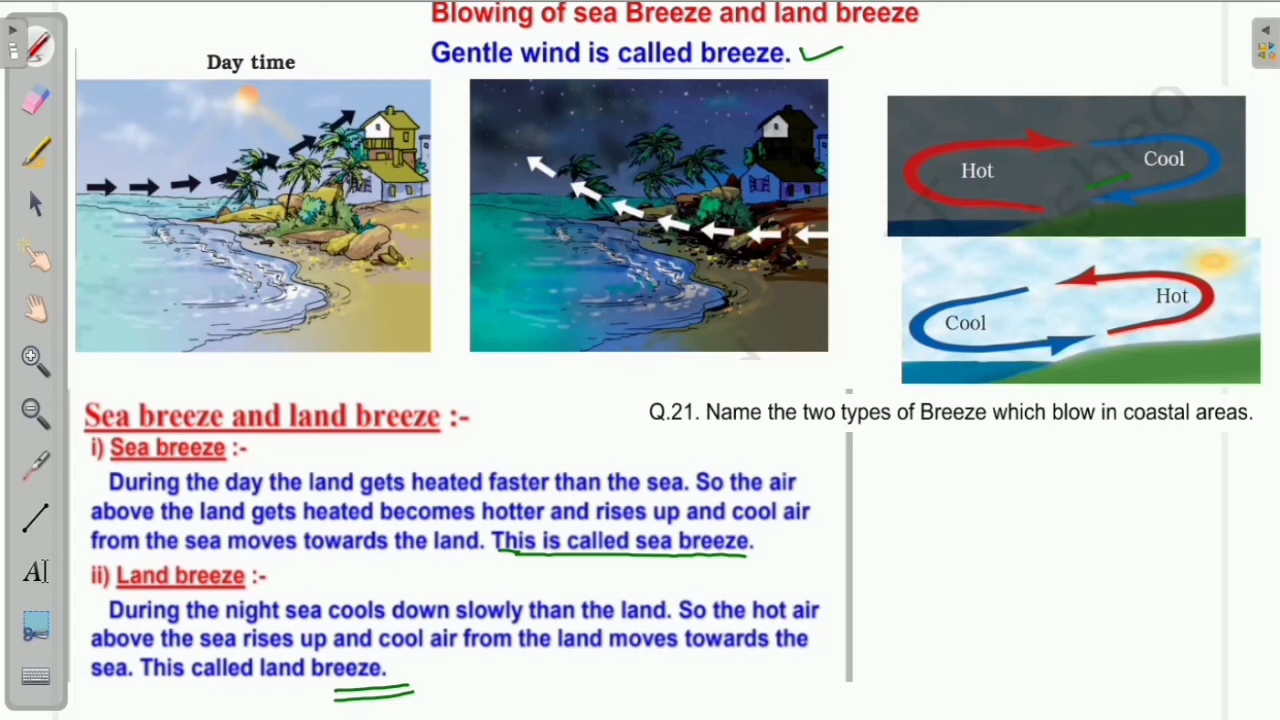 Blowing of sea Breeze and land breeze
Gentle wind is called breeze.
Day time
Hot
Cool
Hot
Cool
Q.21. Name the two types of Breeze which blow in coastal areas.
Sea breeze and land breeze :-
i) Sea breeze :-
During the day the land gets heated faster than the sea. So the air
above the land gets heated becomes hotter and rises up and cool air
from the sea moves towards the land. This is called sea breeze.
ii) Land breeze :-
During the night sea cools down slowly than the land. So the hot air
above the sea rises up and cool air from the land moves towards the
sea. This called land breeze.